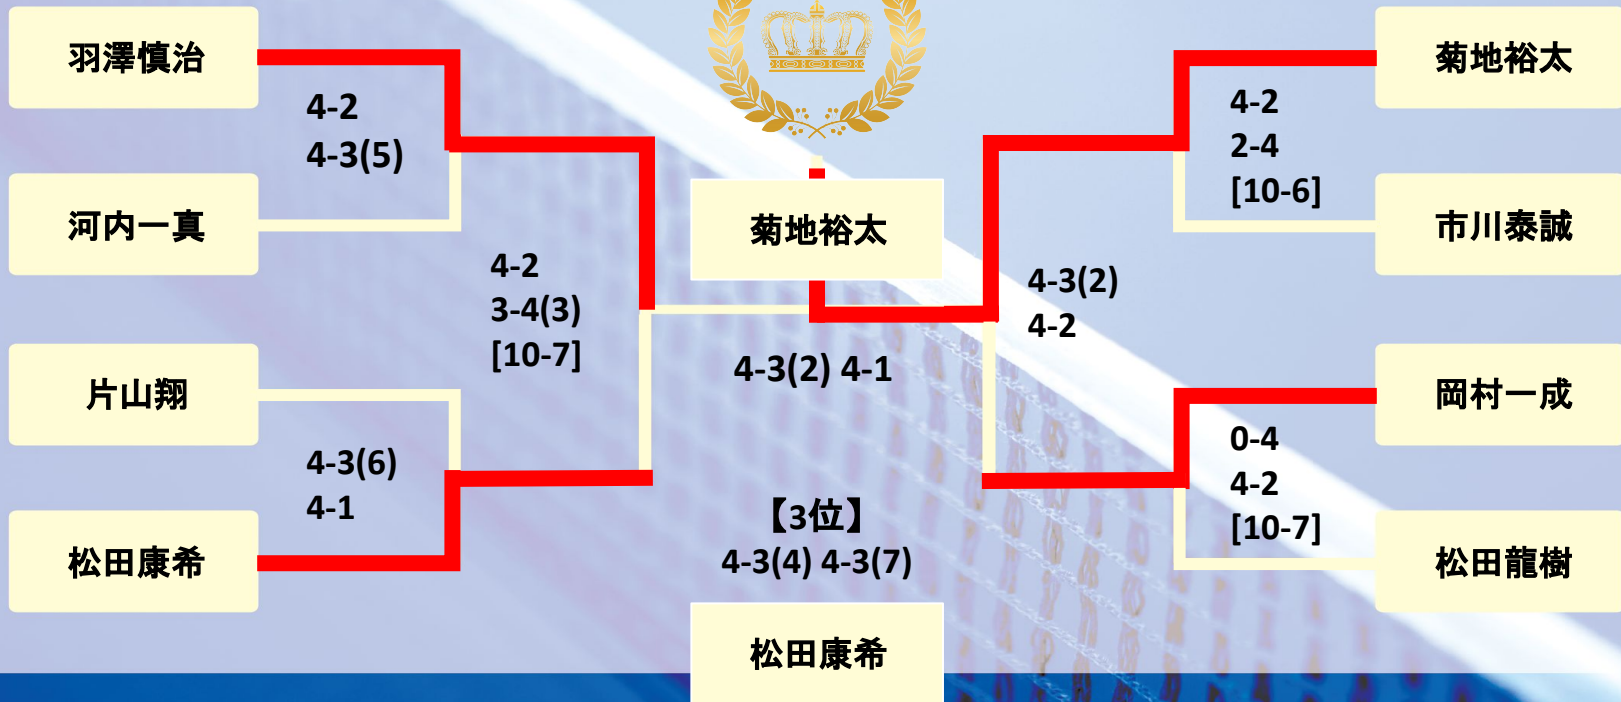 羽澤慎治
4-2
4-3(5)
河内一真
4-2
3-4(3)
[10-7]
片山翔
4-3(6)
4-1
松田康希
菊地裕太
4-3(2) 4-1
【3位】
4-3(4) 4-3(7)
松田康希
菊地裕太
4-2
2-4
[10-6]
市川泰誠
4-3(2)
4-2
岡村一成
0-4
4-2
[10-7]
松田龍樹